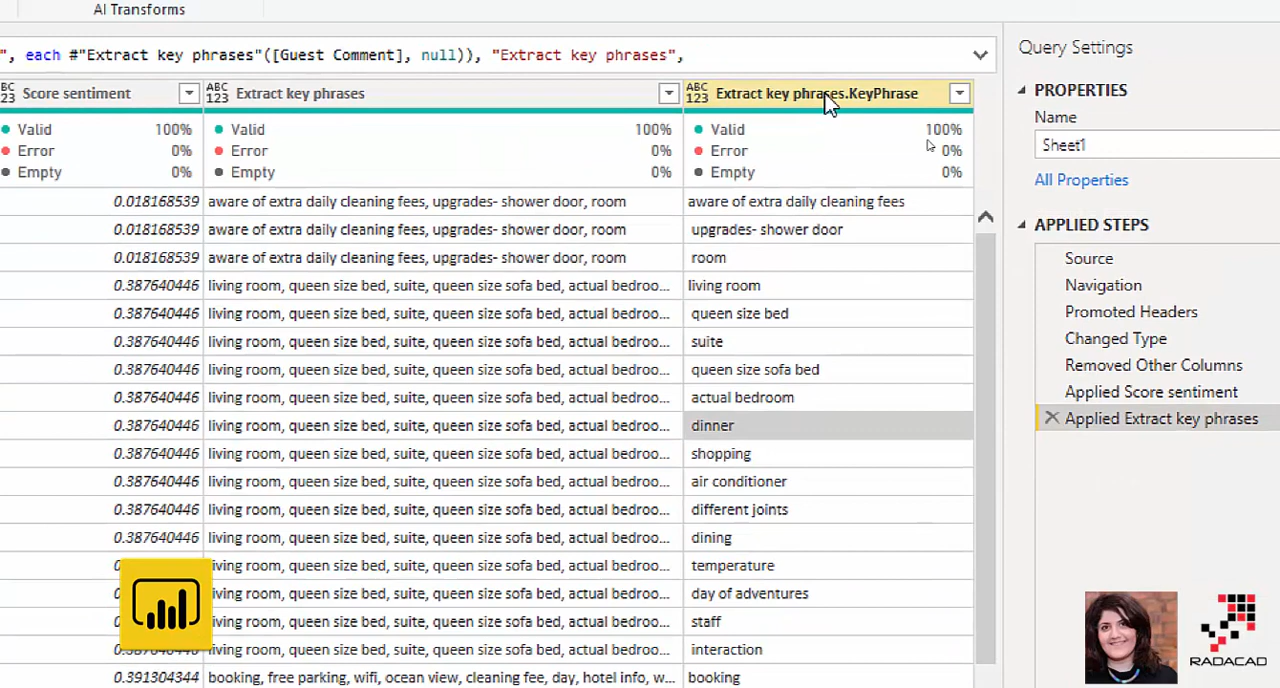 AI Transforms
", each #"Extract key phrases"([Guest Comment], null)), "Extract key phrases",
Query Settings
BC 23 Score sentiment ABC 123 Extract key phrases ABC 123 Extract key phrases.KeyPhrase
Valid 100% Valid 100% Valid 100%
Error 0% Error 0% Error 0%
Empty 0% Empty 0% Empty 0%
0.018168539 aware of extra daily cleaning fees, upgrades- shower door, room aware of extra daily cleaning fees
0.018168539 aware of extra daily cleaning fees, upgrades- shower door, room upgrades- shower door
0.018168539 aware of extra daily cleaning fees, upgrades- shower door, room room
0.387640446 living room, queen size bed, suite, queen size sofa bed, actual bedroo... living room
0.387640446 living room, queen size bed, suite, queen size sofa bed, actual bedroo... queen size bed
0.387640446 living room, queen size bed, suite, queen size sofa bed, actual bedroo... suite
0.387640446 living room, queen size bed, suite, queen size sofa bed, actual bedroo... queen size sofa bed
0.387640446 living room, queen size bed, suite, queen size sofa bed, actual bedroo... actual bedroom
0.387640446 living room, queen size bed, suite, queen size sofa bed, actual bedroo... dinner
0.387640446 living room, queen size bed, suite, queen size sofa bed, actual bedroo... shopping
0.387640446 living room, queen size bed, suite, queen size sofa bed, actual bedroo... air conditioner
0.387640446 living room, queen size bed, suite, queen size sofa bed, actual bedroo... different joints
0.387640446 living room, queen size bed, suite, queen size sofa bed, actual bedroo... dining
living room, queen size bed, suite, queen size sofa bed, actual bedroo... temperature
living room, queen size bed, suite, queen size sofa bed, actual bedroo... day of adventures
living room, queen size bed, suite, queen size sofa bed, actual bedroo... staff
living room, queen size bed, suite, queen size sofa bed, actual bedroo... interaction
0.391304344 booking, free parking, wifi, ocean view, cleaning fee, day, hotel info, w... booking
PROPERTIES
Name
Sheet1
All Properties
APPLIED STEPS
Source
Navigation
Promoted Headers
Changed Type
Removed Other Columns
Applied Score sentiment
Applied Extract key phrases
RADACAD